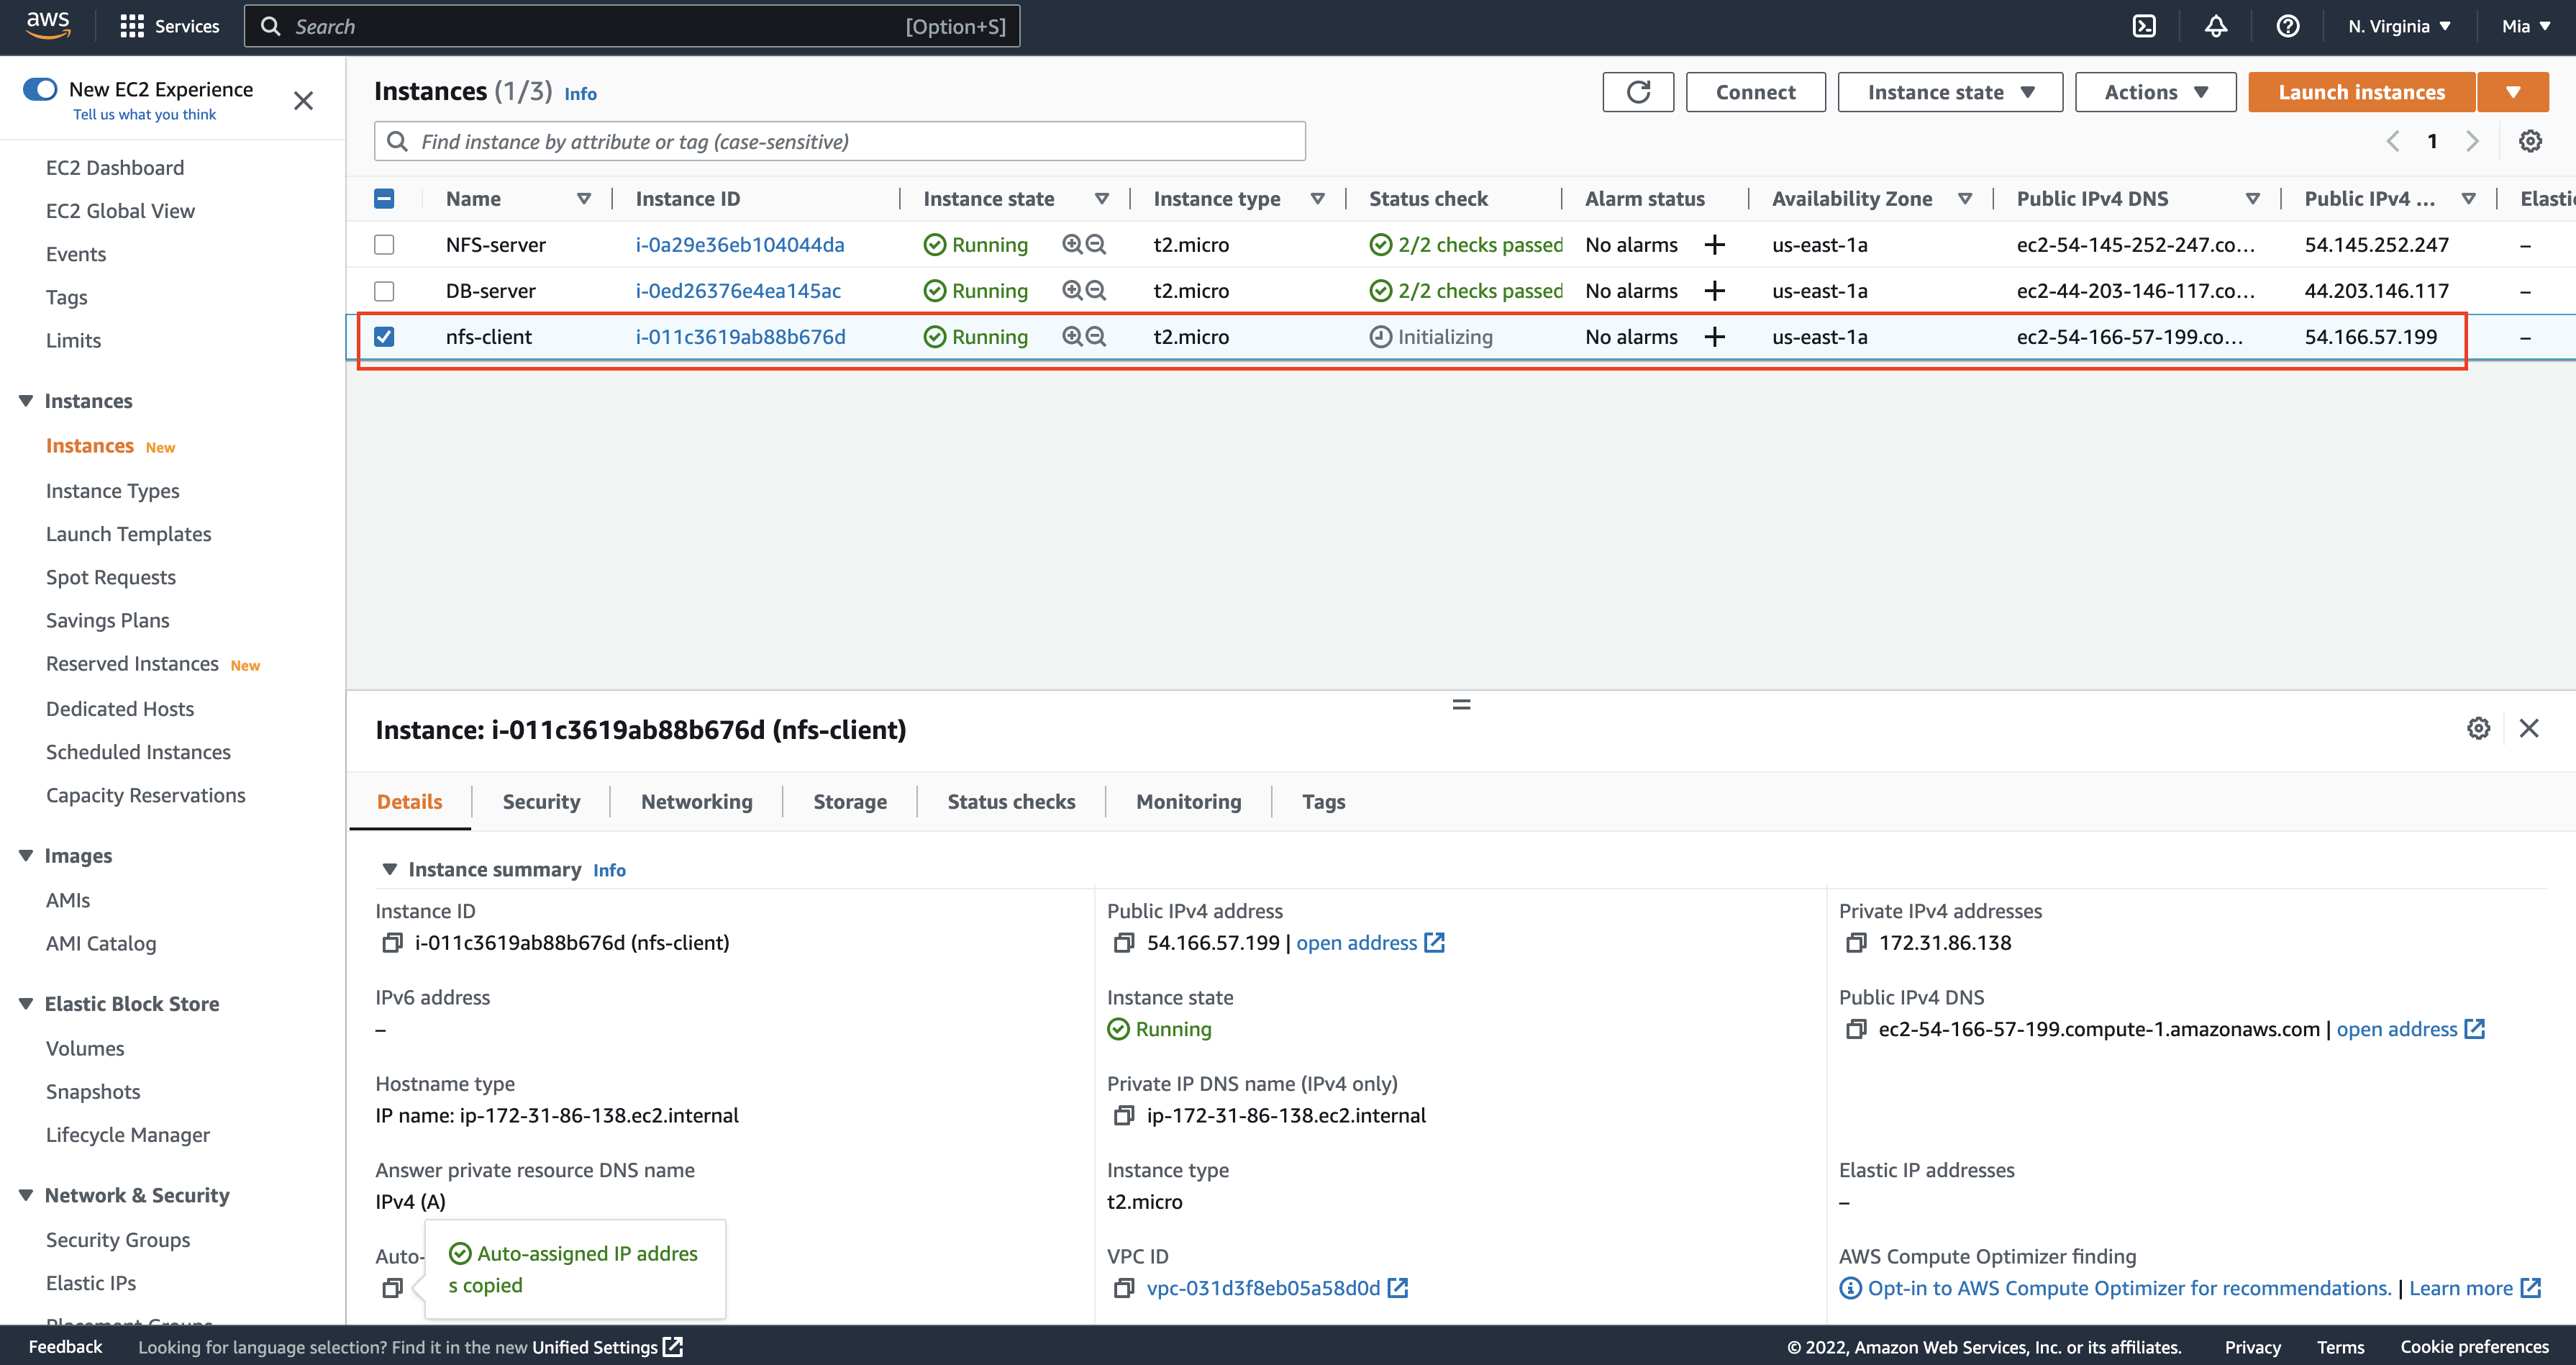 aws
Services
Search [Option+S]
N. Virginia
Mia
New EC2 Experience
Tell us what you think
EC2 Dashboard
EC2 Global View
Events
Tags
Limits
Instances
Instances New
Instance Types
Launch Templates
Spot Requests
Savings Plans
Reserved Instances New
Dedicated Hosts
Scheduled Instances
Capacity Reservations
Images
AMIs
AMI Catalog
Elastic Block Store
Volumes
Snapshots
Lifecycle Manager
Network & Security
Security Groups
Elastic IPs
Placement Groups
Instances (1/3) Info
Connect
Instance state
Actions
Launch instances
Find instance by attribute or tag (case-sensitive)
1
Name Instance ID Instance state Instance type Status check Alarm status Availability Zone Public IPv4 DNS Public IPv4 ... Elastic
NFS-server i-0a29e36eb104044da Running t2.micro 2/2 checks passed No alarms + us-east-1a ec2-54-145-252-247.co... 54.145.252.247 –
DB-server i-0ed26376e4ea145ac Running t2.micro 2/2 checks passed No alarms + us-east-1a ec2-44-203-146-117.co... 44.203.146.117 –
nfs-client i-011c3619ab88b676d Running t2.micro Initializing No alarms + us-east-1a ec2-54-166-57-199.co... 54.166.57.199 –
Instance: i-011c3619ab88b676d (nfs-client)
Details Security Networking Storage Status checks Monitoring Tags
Instance summary Info
Instance ID
i-011c3619ab88b676d (nfs-client)
Public IPv4 address
54.166.57.199 | open address
Private IPv4 addresses
172.31.86.138
IPv6 address
–
Instance state
Running
Public IPv4 DNS
ec2-54-166-57-199.compute-1.amazonaws.com | open address
Hostname type
IP name: ip-172-31-86-138.ec2.internal
Private IP DNS name (IPv4 only)
ip-172-31-86-138.ec2.internal
Answer private resource DNS name
IPv4 (A)
Instance type
t2.micro
Elastic IP addresses
–
Auto-
Auto-assigned IP addres
s copied
VPC ID
vpc-031d3f8eb05a58d0d
AWS Compute Optimizer finding
Opt-in to AWS Compute Optimizer for recommendations. | Learn more
Feedback
Looking for language selection? Find it in the new Unified Settings
© 2022, Amazon Web Services, Inc. or its affiliates.
Privacy
Terms
Cookie preferences